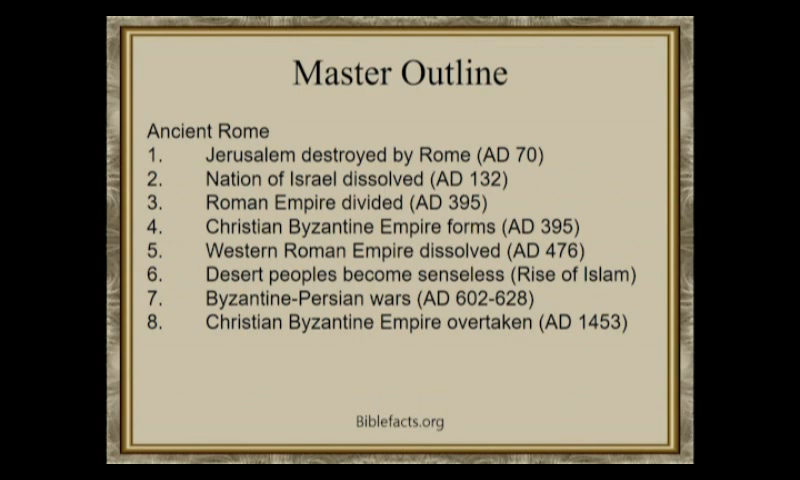 Master Outline
Ancient Rome
1. Jerusalem destroyed by Rome (AD 70)
2. Nation of Israel dissolved (AD 132)
3. Roman Empire divided (AD 395)
4. Christian Byzantine Empire forms (AD 395)
5. Western Roman Empire dissolved (AD 476)
6. Desert peoples become senseless (Rise of Islam)
7. Byzantine-Persian wars (AD 602-628)
8. Christian Byzantine Empire overtaken (AD 1453)
Biblefacts.org